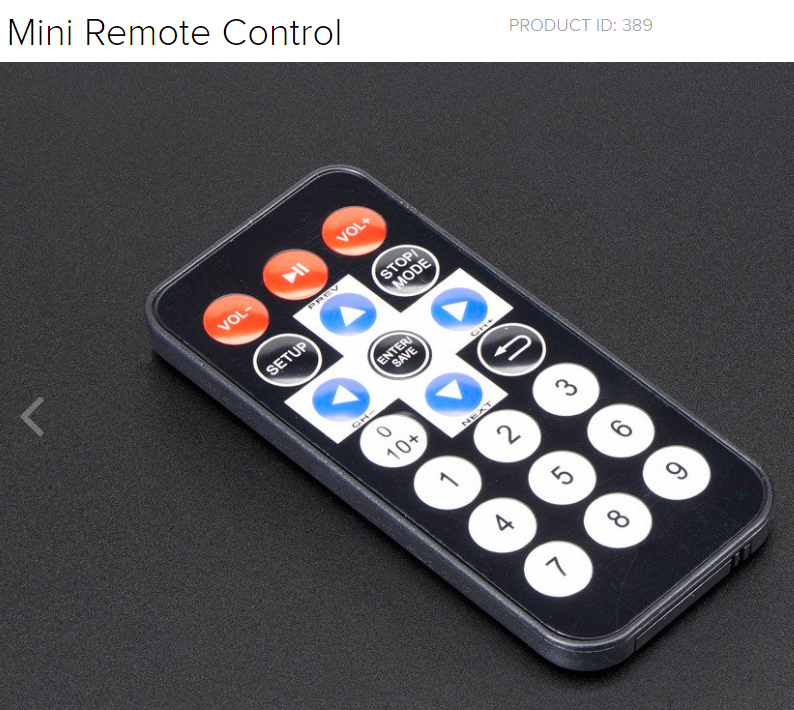 Mini Remote Control
PRODUCT ID: 389
VOL-
VOL+
SETUP
PREV
STOP/
MODE
CH-
ENTER/
SAVE
CH+
NEXT
0
10+
1
2
3
4
5
6
7
8
9